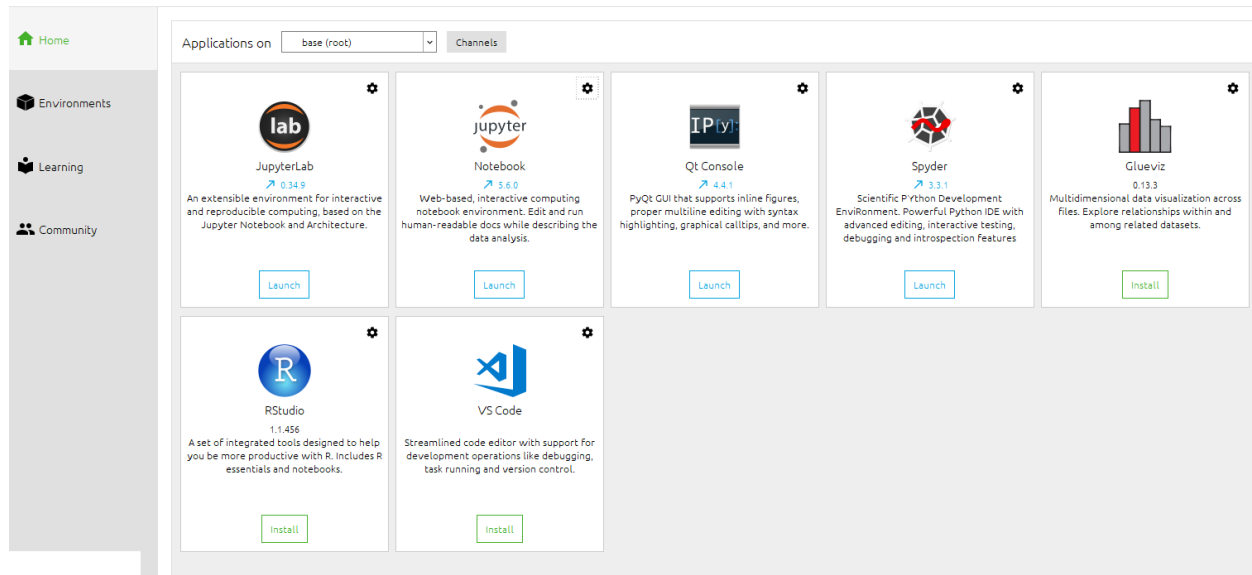 Home
Environments
Learning
Community
Applications on base (root) Channels
lab
JupyterLab
0.34.9
An extensible environment for interactive
and reproducible computing, based on the
Jupyter Notebook and Architecture.
Launch
jupyter
Notebook
5.6.0
Web-based, interactive computing
notebook environment. Edit and run
human-readable docs while describing the
data analysis.
Launch
IP[y]:
Qt Console
4.4.1
PyQt GUI that supports inline figures,
proper multiline editing with syntax
highlighting, graphical calltips, and more.
Launch
Spyder
3.3.1
Scientific PYthon Development
EnviRonment. Powerful Python IDE with
advanced editing, interactive testing,
debugging and introspection features
Launch
Glueviz
0.13.3
Multidimensional data visualization across
files. Explore relationships within and
among related datasets.
Install
R
RStudio
1.1.456
A set of integrated tools designed to help
you be more productive with R. Includes R
essentials and notebooks.
Install
VS Code
Streamlined code editor with support for
development operations like debugging,
task running and version control.
Install